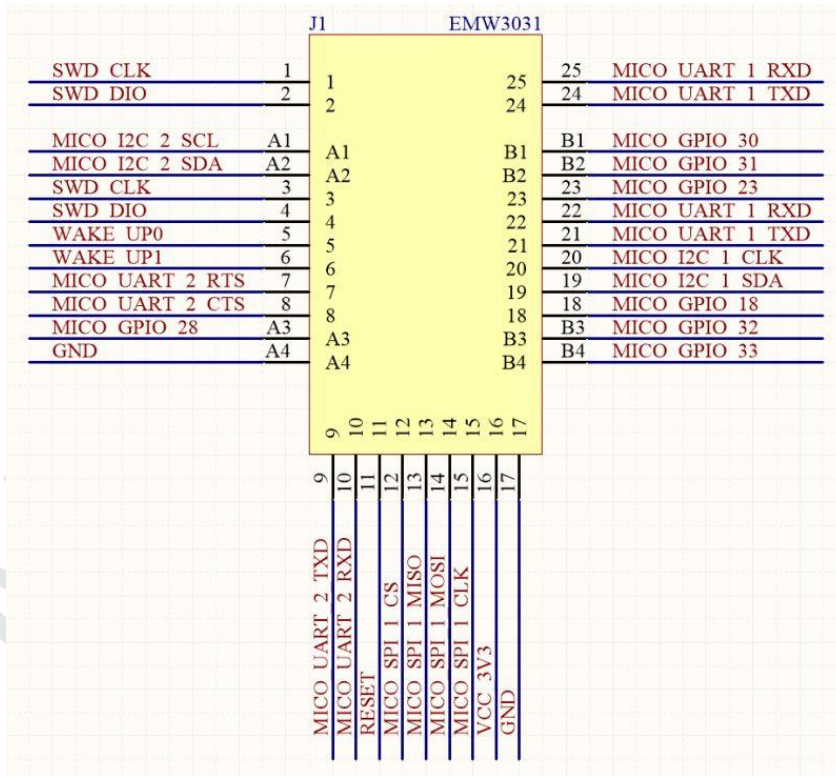 J1 EMW3031
SWD CLK 1 1 25 25 MICO UART 1 RXD
SWD DIO 2 2 24 24 MICO UART 1 TXD
MICO I2C 2 SCL A1 A1 B1 B1 MICO GPIO 30
MICO I2C 2 SDA A2 A2 B2 B2 MICO GPIO 31
SWD CLK 3 3 23 23 MICO GPIO 23
SWD DIO 4 4 22 22 MICO UART 1 RXD
WAKE UP0 5 5 21 21 MICO UART 1 TXD
WAKE UP1 6 6 20 20 MICO I2C 1 CLK
MICO UART 2 RTS 7 7 19 19 MICO I2C 1 SDA
MICO UART 2 CTS 8 8 18 18 MICO GPIO 18
MICO GPIO 28 A3 A3 B3 B3 MICO GPIO 32
GND A4 A4 B4 B4 MICO GPIO 33
9 10 11 12 13 14 15 16 17
9 10 11 12 13 14 15 16 17
MICO UART 2 TXD
MICO UART 2 RXD
RESET
MICO SPI 1 CS
MICO SPI 1 MISO
MICO SPI 1 MOSI
MICO SPI 1 CLK
VCC 3V3
GND